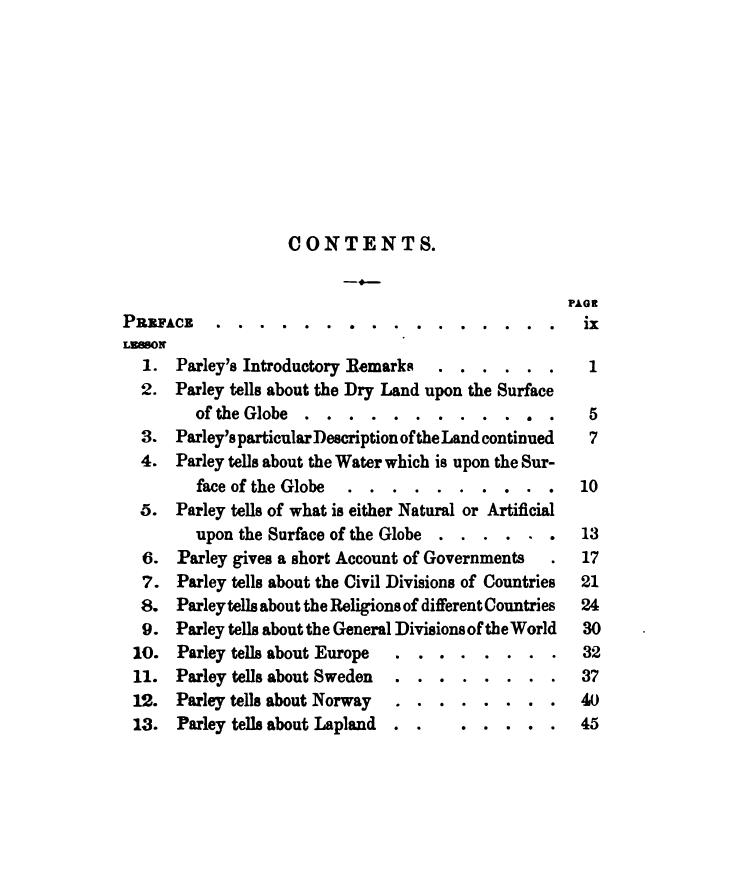 CONTENTS.
PAGE
PREFACE . . . . . . . . . . . . . . . . ix
LESSON
1. Parley's Introductory Remarks . . . . . . 1
2. Parley tells about the Dry Land upon the Surface
of the Globe . . . . . . . . . . . . 5
3. Parley's particular Description of the Land continued 7
4. Parley tells about the Water which is upon the Sur-
face of the Globe . . . . . . . . . . 10
5. Parley tells of what is either Natural or Artificial
upon the Surface of the Globe . . . . . . 13
6. Parley gives a short Account of Governments . 17
7. Parley tells about the Civil Divisions of Countries 21
8. Parley tells about the Religions of different Countries 24
9. Parley tells about the General Divisions of the World 30
10. Parley tells about Europe . . . . . . . . 32
11. Parley tells about Sweden . . . . . . . . 37
12. Parley tells about Norway . . . . . . . . 40
13. Parley tells about Lapland . . . . . . . 45